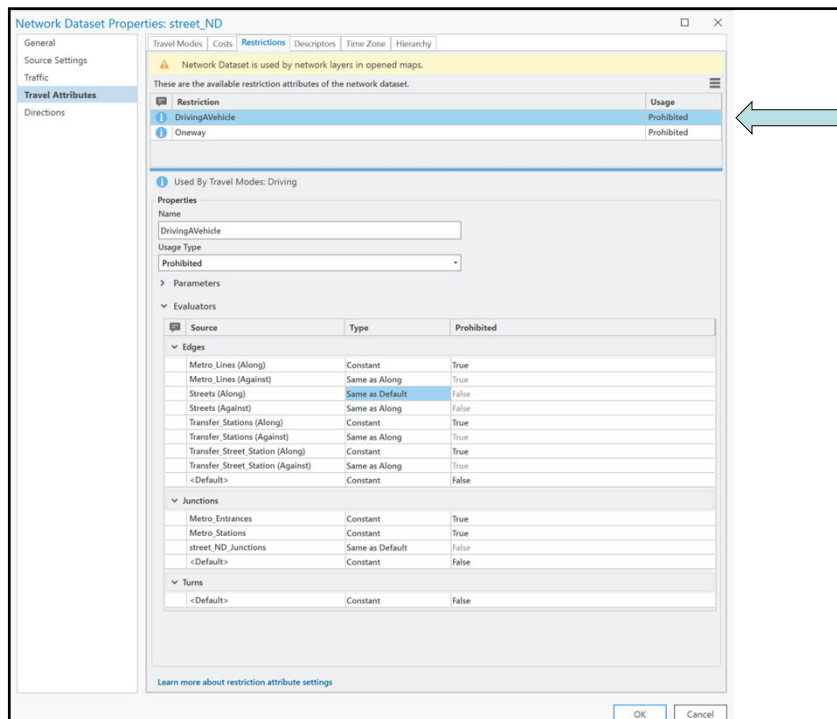 Network Dataset Properties: street_ND
General
Source Settings
Traffic
Travel Attributes
Directions
Travel Modes Costs Restrictions Descriptors Time Zone Hierarchy
Network Dataset is used by network layers in opened maps.
These are the available restriction attributes of the network dataset.
Restriction Usage
DrivingAVehicle Prohibited
Oneway Prohibited
Used By Travel Modes: Driving
Properties
Name
DrivingAVehicle
Usage Type
Prohibited
Parameters
Evaluators
Source Type Prohibited
Edges
Metro_Lines (Along) Constant True
Metro_Lines (Against) Same as Along True
Streets (Along) Same as Default False
Streets (Against) Same as Along False
Transfer_Stations (Along) Constant True
Transfer_Stations (Against) Same as Along True
Transfer_Street_Station (Along) Constant True
Transfer_Street_Station (Against) Same as Along True
<Default> Constant False
Junctions
Metro_Entrances Constant True
Metro_Stations Constant True
street_ND_Junctions Same as Default False
<Default> Constant False
Turns
<Default> Constant False
Learn more about restriction attribute settings
OK Cancel